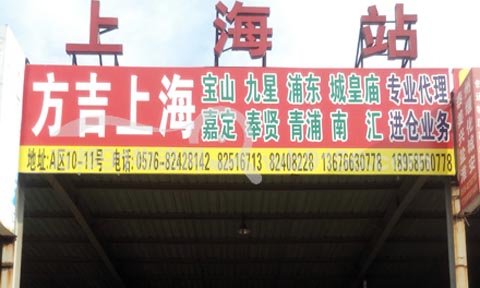 上海站
方吉上海
宝山 九星 浦东 城皇庙 专业代理
嘉定 奉贤 青浦 南 汇 进仓业务
地址:A区10-11号 电话:0576-82428142 82516713 82408228 13676630778 18958560778